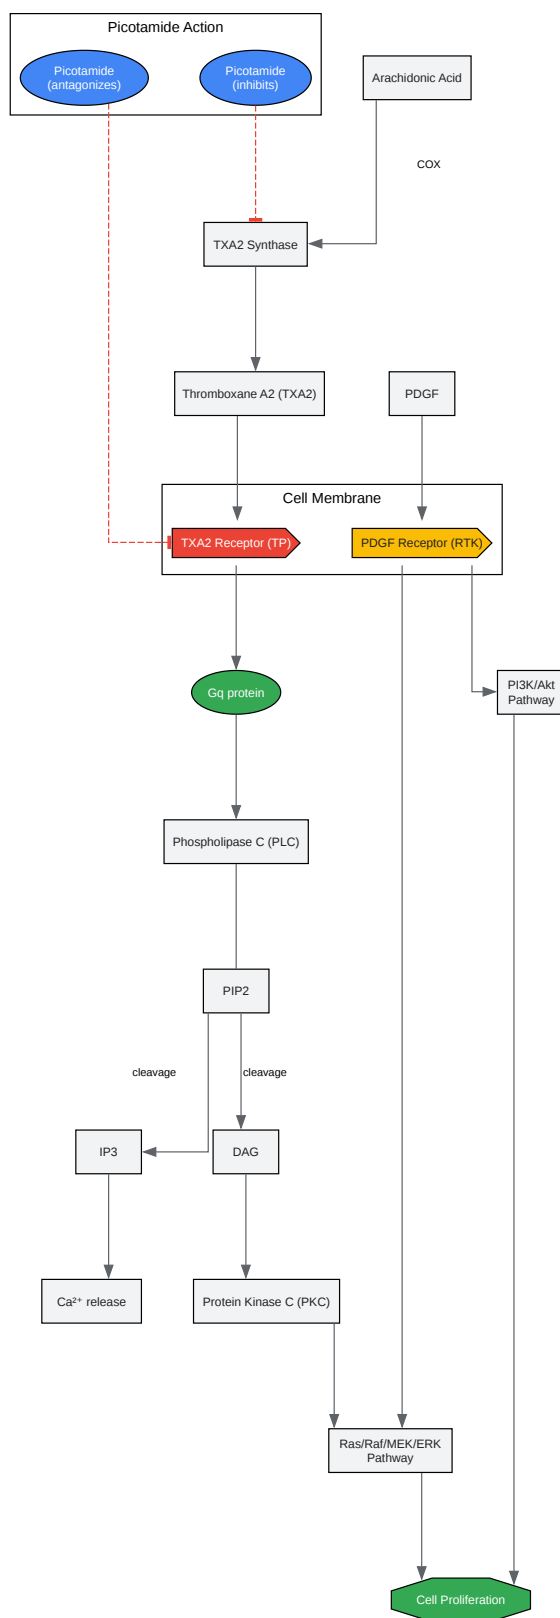 Picotamide Action
Picotamide
(antagonizes)
Picotamide
(inhibits)
Arachidonic Acid
COX
TXA2 Synthase
Thromboxane A2 (TXA2)
PDGF
Cell Membrane
TXA2 Receptor (TP)
PDGF Receptor (RTK)
Gq protein
PI3K/Akt
Pathway
Phospholipase C (PLC)
PIP2
cleavage
cleavage
IP3
DAG
Ca²⁺ release
Protein Kinase C (PKC)
Ras/Raf/MEK/ERK
Pathway
Cell Proliferation